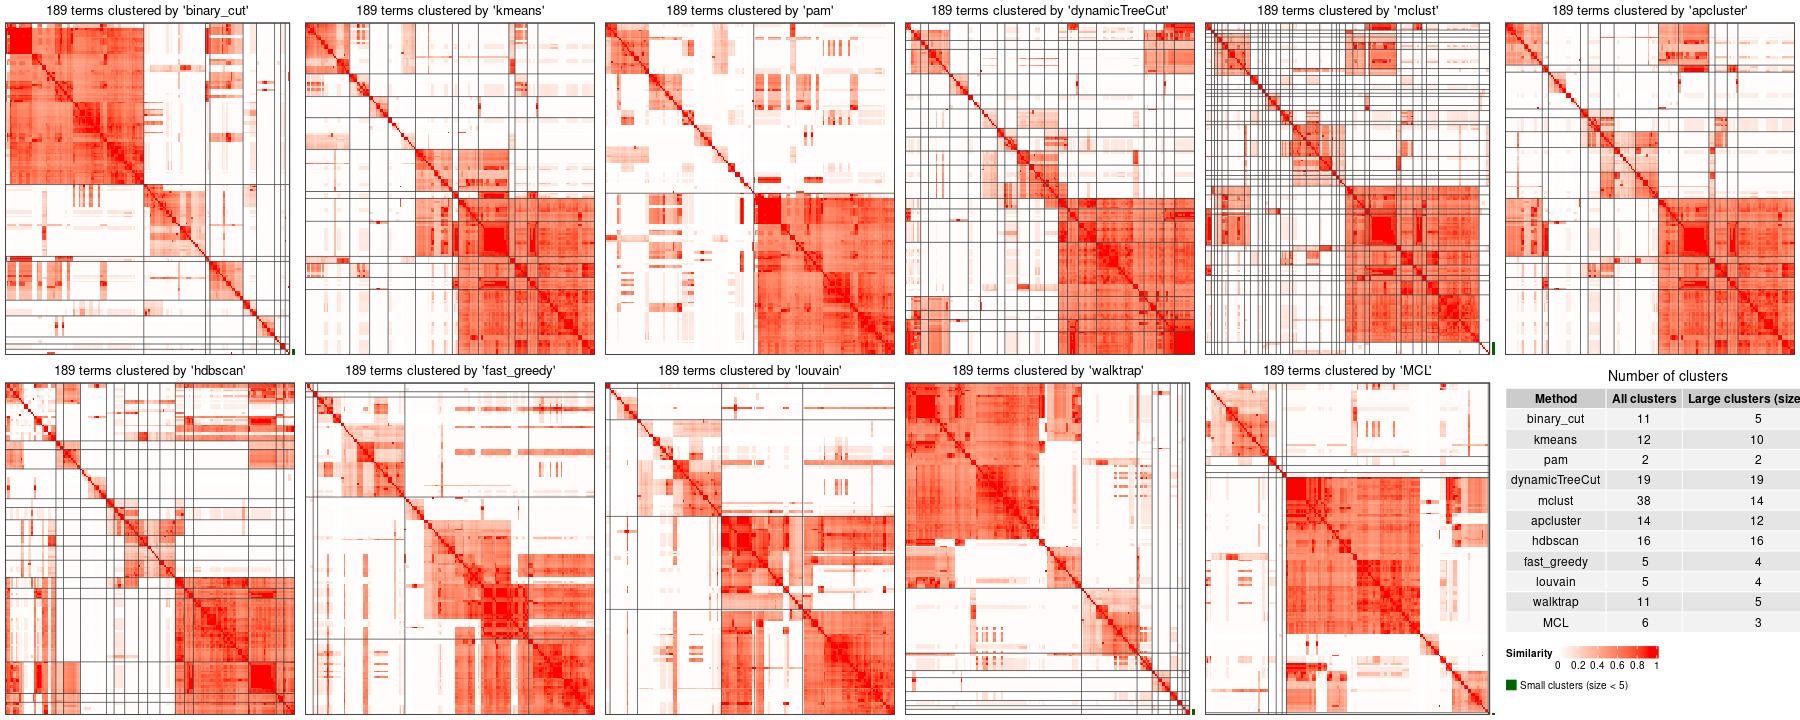 189 terms clustered by 'binary_cut'
189 terms clustered by 'kmeans'
189 terms clustered by 'pam'
189 terms clustered by 'dynamicTreeCut'
189 terms clustered by 'mclust'
189 terms clustered by 'apcluster'
189 terms clustered by 'hdbscan'
189 terms clustered by 'fast_greedy'
189 terms clustered by 'louvain'
189 terms clustered by 'walktrap'
189 terms clustered by 'MCL'
Number of clusters
Method All clusters Large clusters (size
binary_cut 11 5
kmeans 12 10
pam 2 2
dynamicTreeCut 19 19
mclust 38 14
apcluster 14 12
hdbscan 16 16
fast_greedy 5 4
louvain 5 4
walktrap 11 5
MCL 6 3
Similarity
0 0.2 0.4 0.6 0.8 1
Small clusters (size < 5)